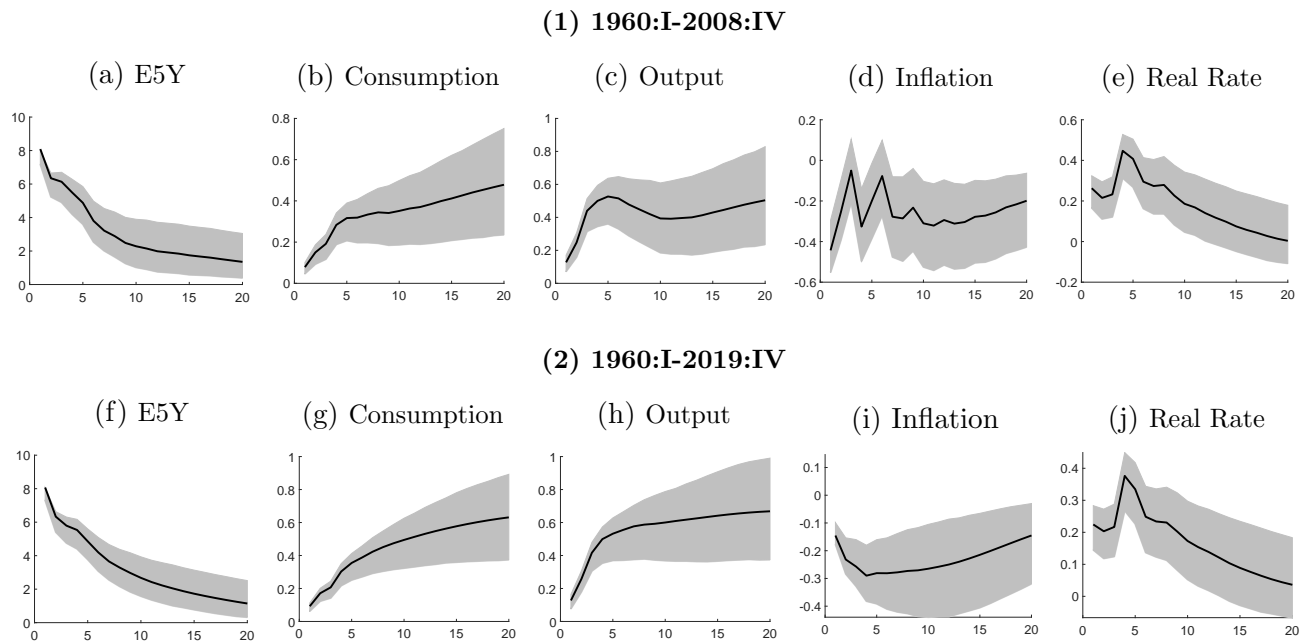 (1) 1960:I-2008:IV
(a) E5Y (b) Consumption (c) Output (d) Inflation (e) Real Rate
10 8 6 4 2 0
0 5 10 15 20
0.8 0.6 0.4 0.2 0
0 5 10 15 20
1 0.8 0.6 0.4 0.2 0
0 5 10 15 20
0.2 0 -0.2 -0.4 -0.6
0 5 10 15 20
0.6 0.4 0.2 0 -0.2
0 5 10 15 20
(2) 1960:I-2019:IV
(f) E5Y (g) Consumption (h) Output (i) Inflation (j) Real Rate
10 8 6 4 2 0
0 5 10 15 20
1 0.8 0.6 0.4 0.2 0
0 5 10 15 20
1 0.8 0.6 0.4 0.2 0
0 5 10 15 20
0.1 0 -0.1 -0.2 -0.3 -0.4
0 5 10 15 20
0.4 0.3 0.2 0.1 0
0 5 10 15 20